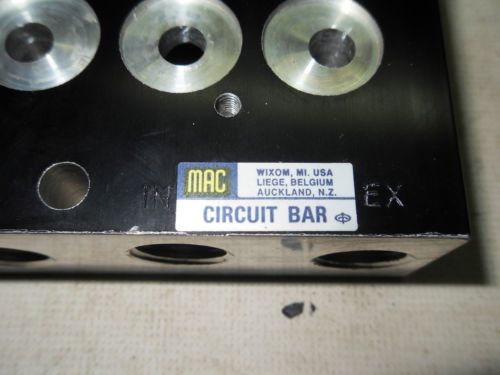 MAC
WIXOM, MI. USA
LIEGE, BELGIUM
AUCKLAND, N.Z.
IN
CIRCUIT BAR
EX